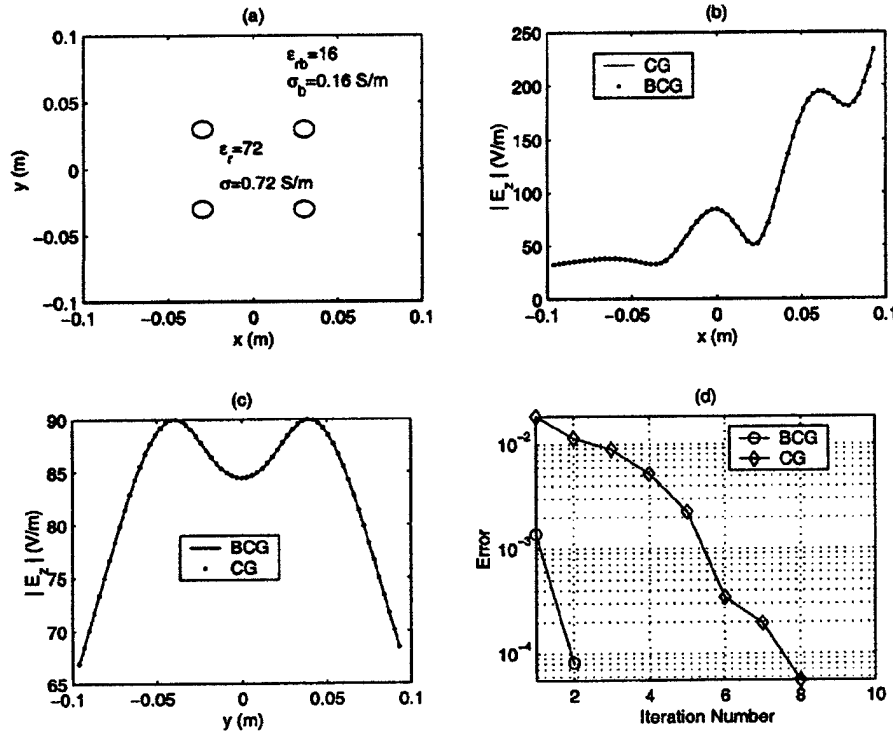 (a)
0.1
0.05
0
−0.05
−0.1
y (m)
ε_rb=16
σ_b=0.16 S/m
ε_r=72
σ=0.72 S/m
−0.1 −0.05 0 0.05 0.1
x (m)
(b)
250
200
150
100
50
0
| E_z | (V/m)
CG
BCG
−0.1 −0.05 0 0.05 0.1
x (m)
(c)
90
85
80
75
70
65
| E_z | (V/m)
BCG
CG
−0.1 −0.05 0 0.05 0.1
y (m)
(d)
10^−2
10^−3
10^−4
Error
BCG
CG
2 4 6 8 10
Iteration Number